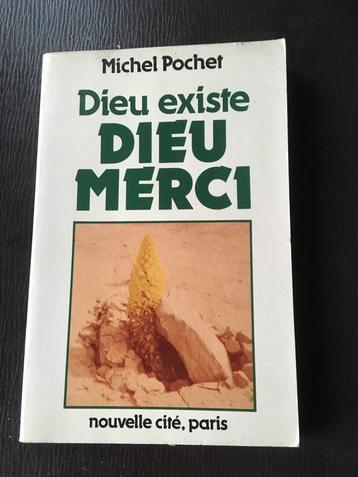 Michel Pochet
Dieu existe
DIEU
MERCI
nouvelle cité, paris